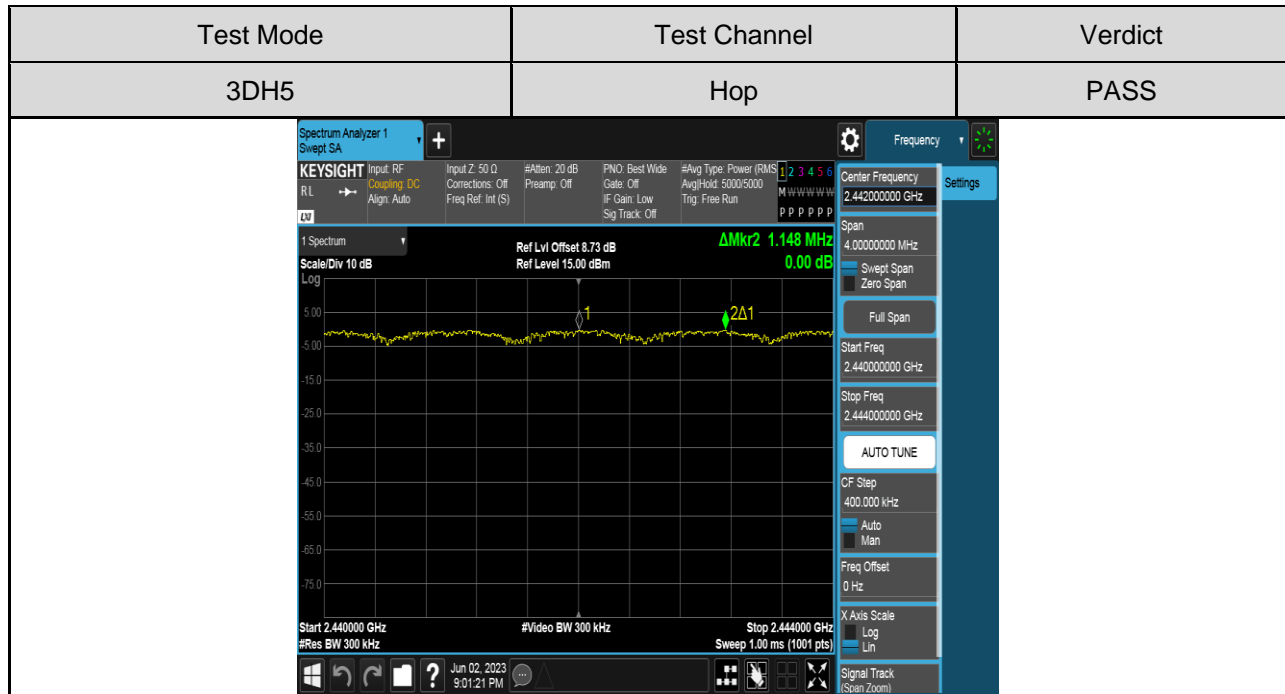 Test Mode Test Channel Verdict
3DH5 Hop PASS
Spectrum Analyzer 1
Swept SA
+
Frequency
KEYSIGHT
RL
LXI
Input: RF
Coupling: DC
Align: Auto
Input Z: 50 Ω
Corrections: Off
Freq Ref: Int (S)
#Atten: 20 dB
Preamp: Off
PNO: Best Wide
Gate: Off
IF Gain: Low
Sig Track: Off
#Avg Type: Power (RMS
Avg|Hold: 5000/5000
Trig: Free Run
1 2 3 4 5 6
M W W W W W
P P P P P P
1 Spectrum
Scale/Div 10 dB
Log
Ref Lvl Offset 8.73 dB
Ref Level 15.00 dBm
ΔMkr2 1.148 MHz
0.00 dB
1
2Δ1
5.00
-5.00
-15.0
-25.0
-35.0
-45.0
-55.0
-65.0
-75.0
Start 2.440000 GHz
#Res BW 300 kHz
#Video BW 300 kHz
Stop 2.444000 GHz
Sweep 1.00 ms (1001 pts)
?
Jun 02, 2023
9:01:21 PM
Center Frequency
2.442000000 GHz
Settings
Span
4.00000000 MHz
Swept Span
Zero Span
Full Span
Start Freq
2.440000000 GHz
Stop Freq
2.444000000 GHz
AUTO TUNE
CF Step
400.000 kHz
Auto
Man
Freq Offset
0 Hz
X Axis Scale
Log
Lin
Signal Track
(Span Zoom)